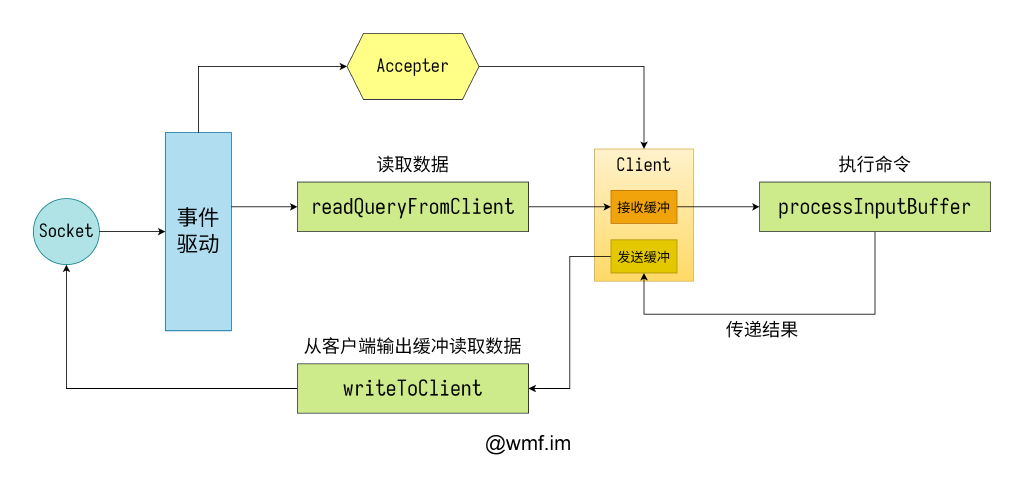 Accepter
读取数据
Client
执行命令
readQueryFromClient
接收缓冲
processInputBuffer
事件
驱动
Socket
发送缓冲
传递结果
从客户端输出缓冲读取数据
writeToClient
@wmf.im